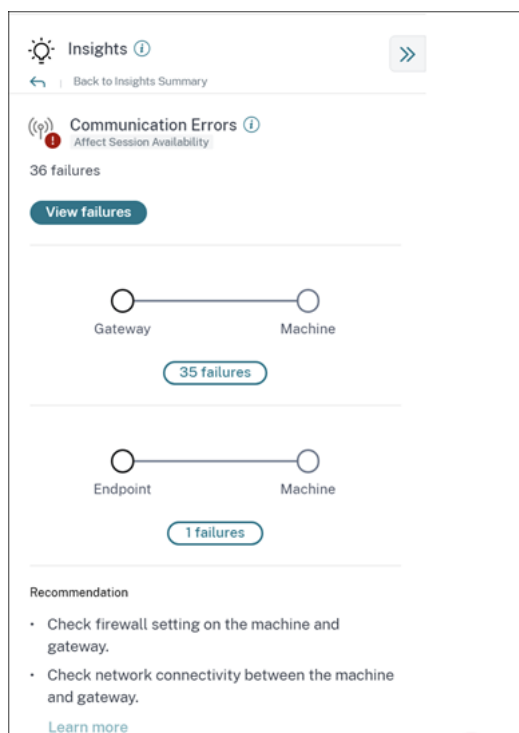 Insights
Back to Insights Summary
Communication Errors
Affect Session Availability
36 failures
View failures
Gateway Machine
35 failures
Endpoint Machine
1 failures
Recommendation
• Check firewall setting on the machine and
gateway.
• Check network connectivity between the machine
and gateway.
Learn more